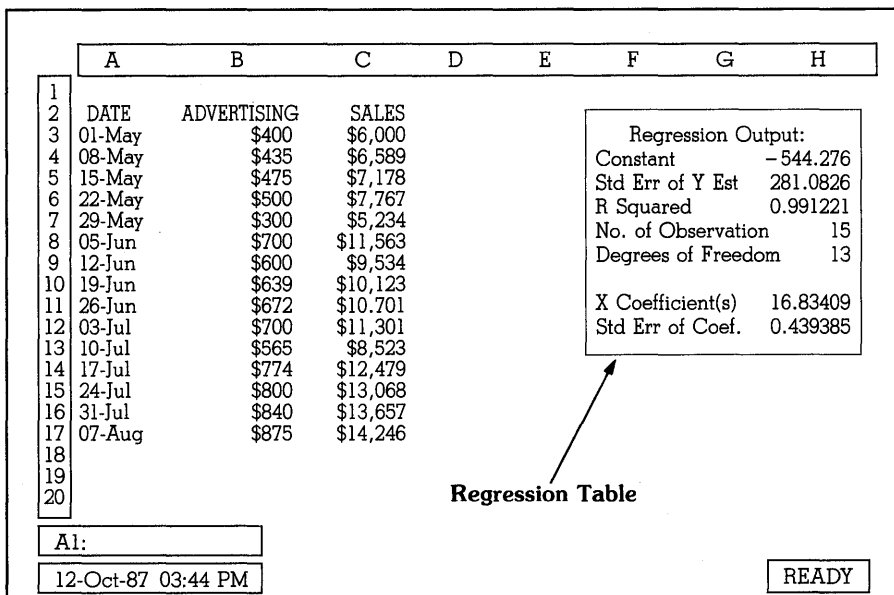 A B C D E F G H
1
2 DATE ADVERTISING SALES
3 01-May $400 $6,000
4 08-May $435 $6,589
5 15-May $475 $7,178
6 22-May $500 $7,767
7 29-May $300 $5,234
8 05-Jun $700 $11,563
9 12-Jun $600 $9,534
10 19-Jun $639 $10,123
11 26-Jun $672 $10.701
12 03-Jul $700 $11,301
13 10-Jul $565 $8,523
14 17-Jul $774 $12,479
15 24-Jul $800 $13,068
16 31-Jul $840 $13,657
17 07-Aug $875 $14,246
18
19
20
Regression Output:
Constant -544.276
Std Err of Y Est 281.0826
R Squared 0.991221
No. of Observation 15
Degrees of Freedom 13
X Coefficient(s) 16.83409
Std Err of Coef. 0.439385
Regression Table
A1:
12-Oct-87 03:44 PM
READY